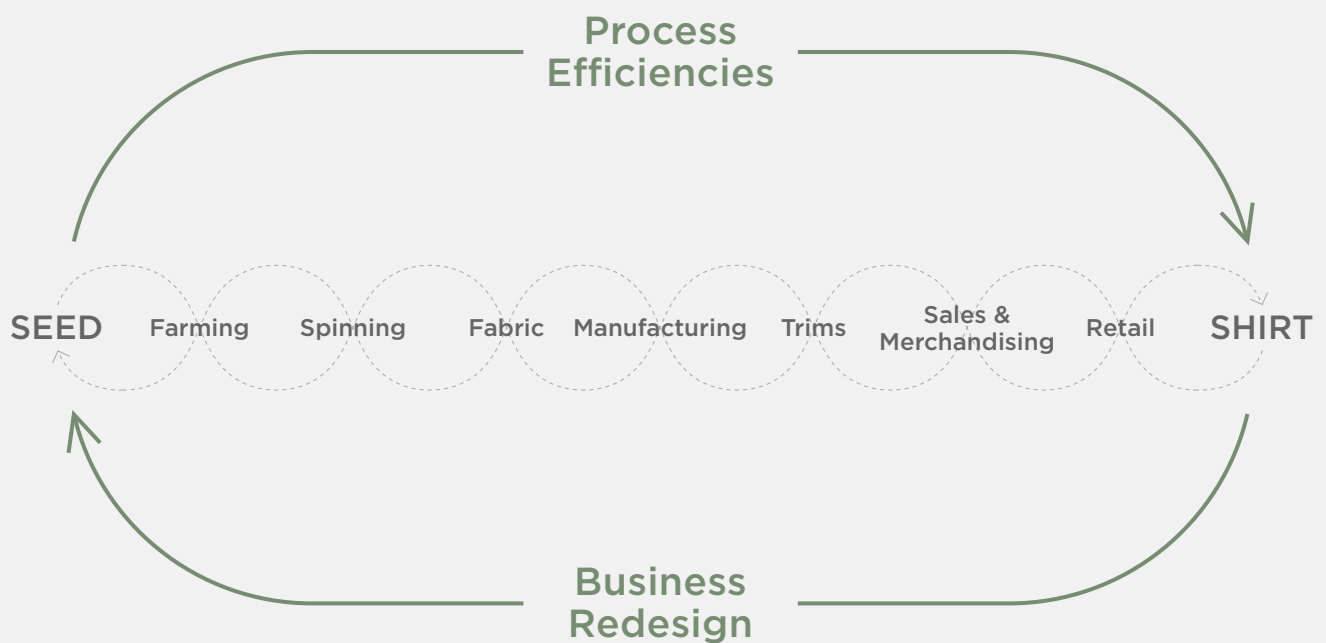 Process
Efficiencies
SEED
Farming
Spinning
Fabric
Manufacturing
Trims
Sales &
Merchandising
Retail
SHIRT
Business
Redesign